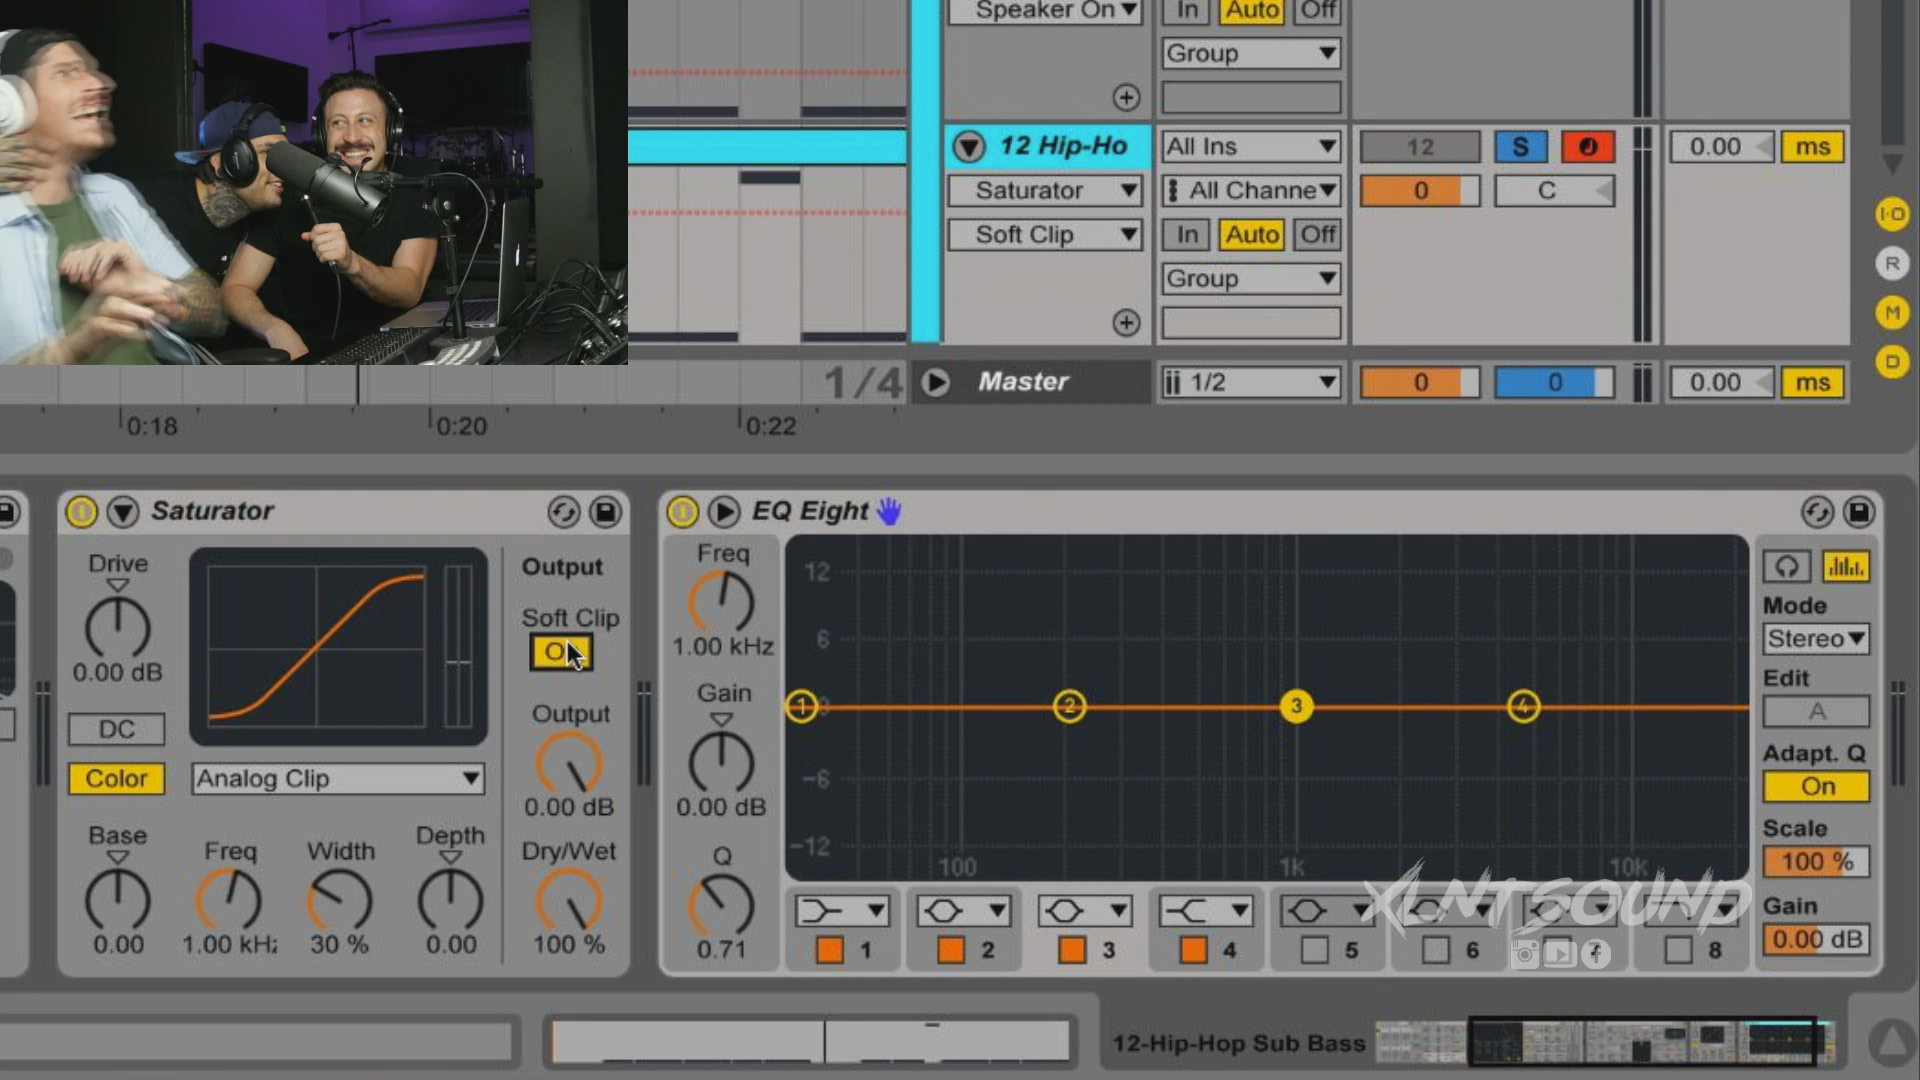 Speaker On
In Auto Off
Group
12 Hip-Ho
All Ins
12
S
0.00
ms
Saturator
All Channe
0
C
Soft Clip
In Auto Off
Group
I·O
R
M
D
1/4
Master
1/2
0
0
0.00
ms
0:18
0:20
0:22
Saturator
Drive
0.00 dB
DC
Color
Analog Clip
Output
Soft Clip
Output
0.00 dB
Base
0.00
Freq
1.00 kHz
Width
30 %
Depth
0.00
Dry/Wet
100 %
EQ Eight
Freq
1.00 kHz
Gain
0.00 dB
Q
0.71
12
6
0
-6
-12
100
1k
10k
1
2
3
4
1
2
3
4
5
6
7
8
Mode
Stereo
Edit
A
Adapt. Q
On
Scale
100 %
Gain
0.00 dB
XLNTSOUND
12-Hip-Hop Sub Bass